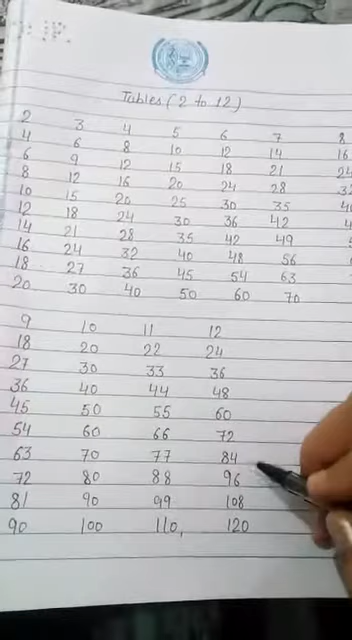 Tables (2 to 12)
2 3 4 5 6 7 8
4 6 8 10 12 14 16
6 9 12 15 18 21 24
8 12 16 20 24 28
10 15 20 25 30 35
12 18 24 30 36 42
14 21 28 35 42 49
16 24 32 40 48 56
18 27 36 45 54 63
20 30 40 50 60 70
9 10 11 12
18 20 22 24
27 30 33 36
36 40 44 48
45 50 55 60
54 60 66 72
63 70 77 84
72 80 88 96
81 90 99 108
90 100 110, 120